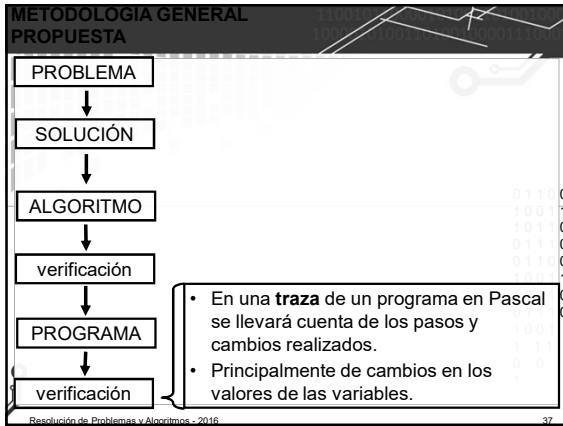 METODOLOGÍA GENERAL
PROPUESTA
PROBLEMA
SOLUCIÓN
ALGORITMO
verificación
PROGRAMA
verificación
• En una traza de un programa en Pascal
se llevará cuenta de los pasos y
cambios realizados.
• Principalmente de cambios en los
valores de las variables.
Resolución de Problemas y Algoritmos - 2016
37